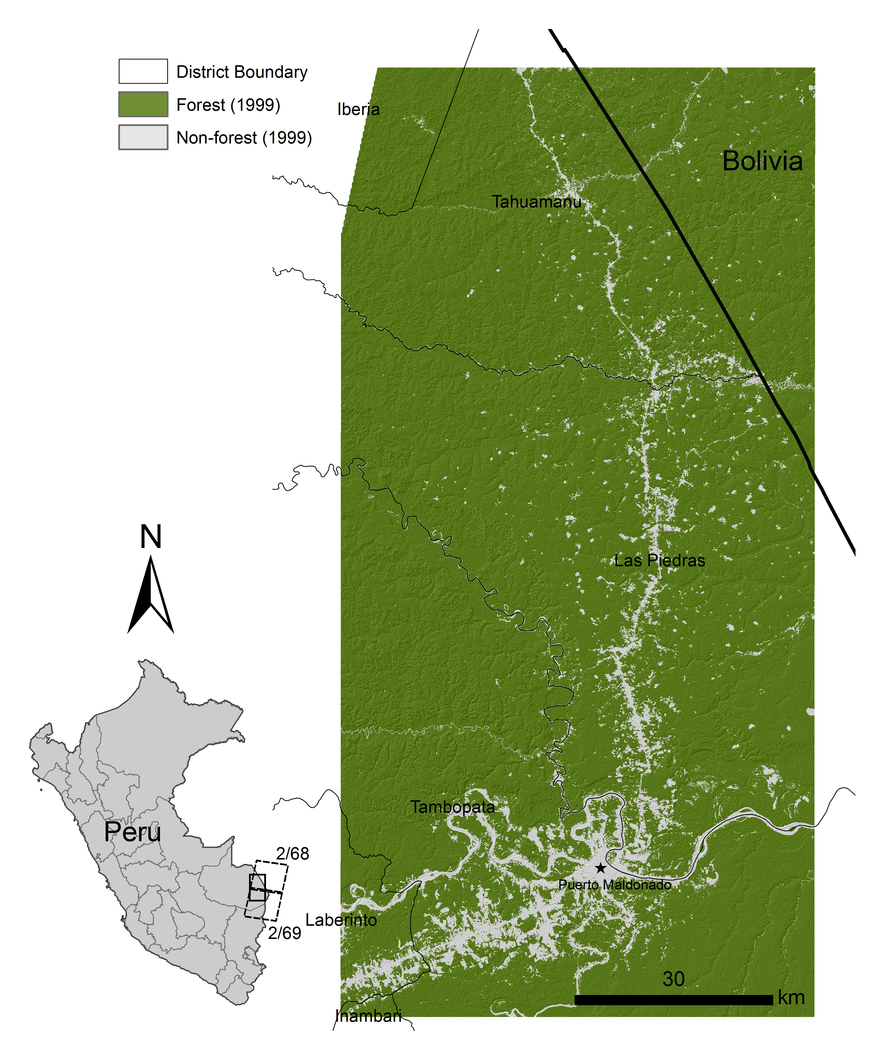 District Boundary
Forest (1999)
Non-forest (1999)
Iberia
Bolivia
Tahuamanu
N
Las Piedras
Tambopata
Peru
2/68
Puerto Maldonado
Laberinto
2/69
30
km
Inambari